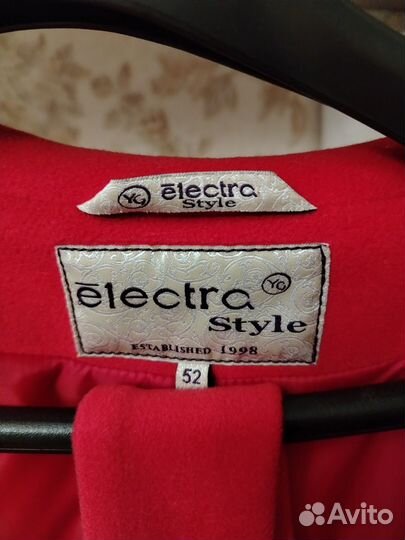 YG ēlectra
Style
ēlectra YG
Style
ESTABLISHED 1998
52
Avito